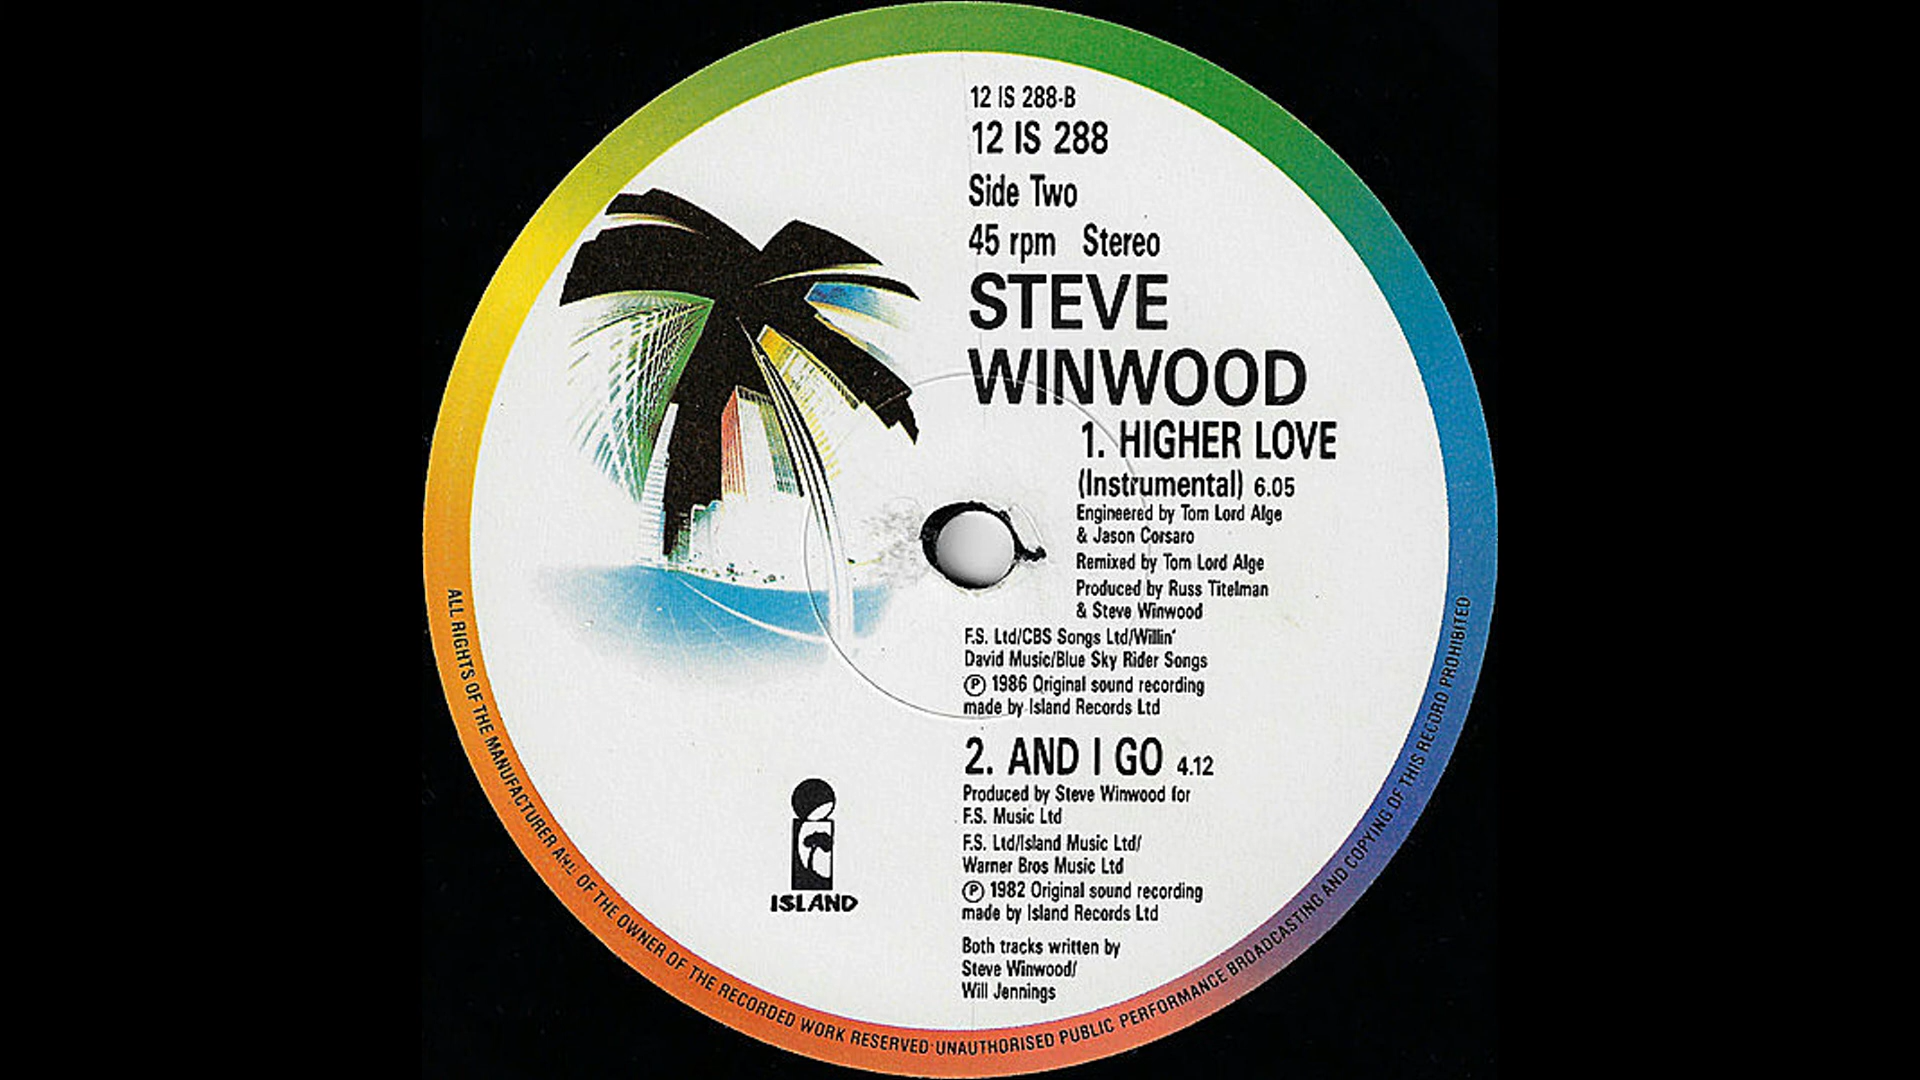 12 IS 288-B
12 IS 288
Side Two
45 rpm Stereo
STEVE
WINWOOD
1. HIGHER LOVE
(Instrumental) 6.05
Engineered by Tom Lord Alge
& Jason Corsaro
Remixed by Tom Lord Alge
Produced by Russ Titelman
& Steve Winwood
F.S. Ltd/CBS Songs Ltd/Willin'
David Music/Blue Sky Rider Songs
Ⓟ 1986 Original sound recording
made by Island Records Ltd
2. AND I GO 4.12
Produced by Steve Winwood for
F.S. Music Ltd
F.S. Ltd/Island Music Ltd/
Warner Bros Music Ltd
Ⓟ 1982 Original sound recording
made by Island Records Ltd
Both tracks written by
Steve Winwood/
Will Jennings
ISLAND
ALL RIGHTS OF THE MANUFACTURER AND OF THE OWNER OF THE RECORDED WORK RESERVED·UNAUTHORISED PUBLIC PERFORMANCE BROADCASTING AND COPYING OF THIS RECORD PROHIBITED